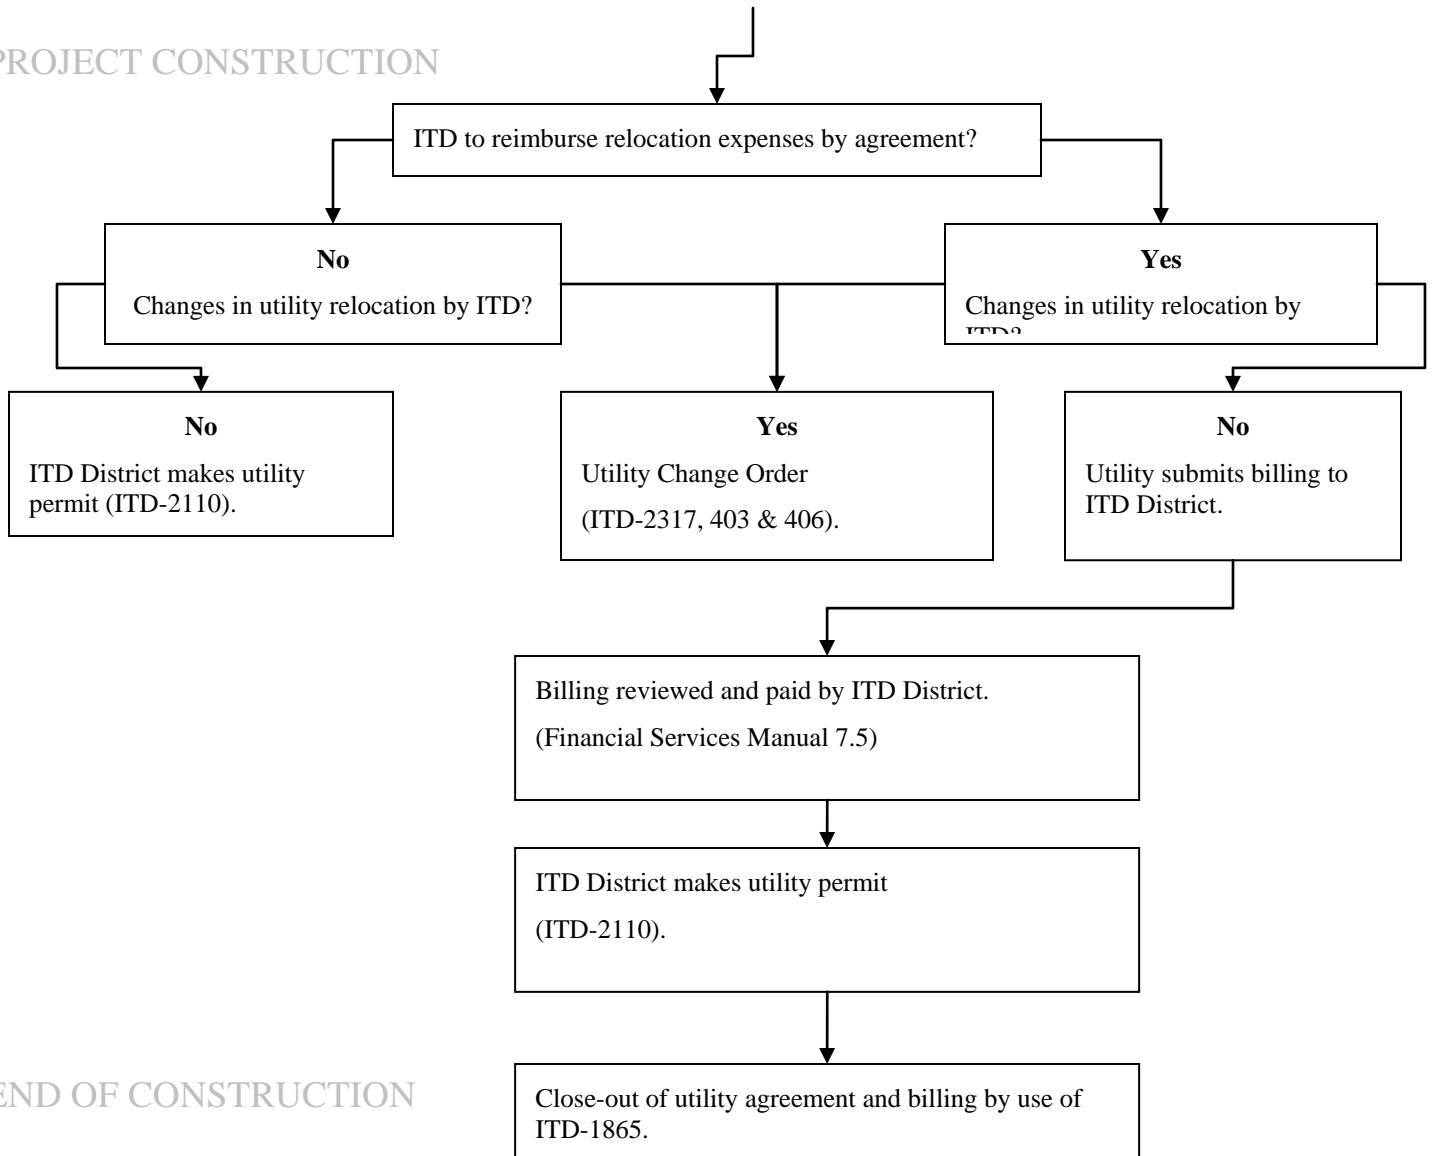 PROJECT CONSTRUCTION
ITD to reimburse relocation expenses by agreement?
No
Changes in utility relocation by ITD?
Yes
Changes in utility relocation by
ITD?
No
ITD District makes utility
permit (ITD-2110).
Yes
Utility Change Order
(ITD-2317, 403 & 406).
No
Utility submits billing to
ITD District.
Billing reviewed and paid by ITD District.
(Financial Services Manual 7.5)
ITD District makes utility permit
(ITD-2110).
END OF CONSTRUCTION
Close-out of utility agreement and billing by use of
ITD-1865.